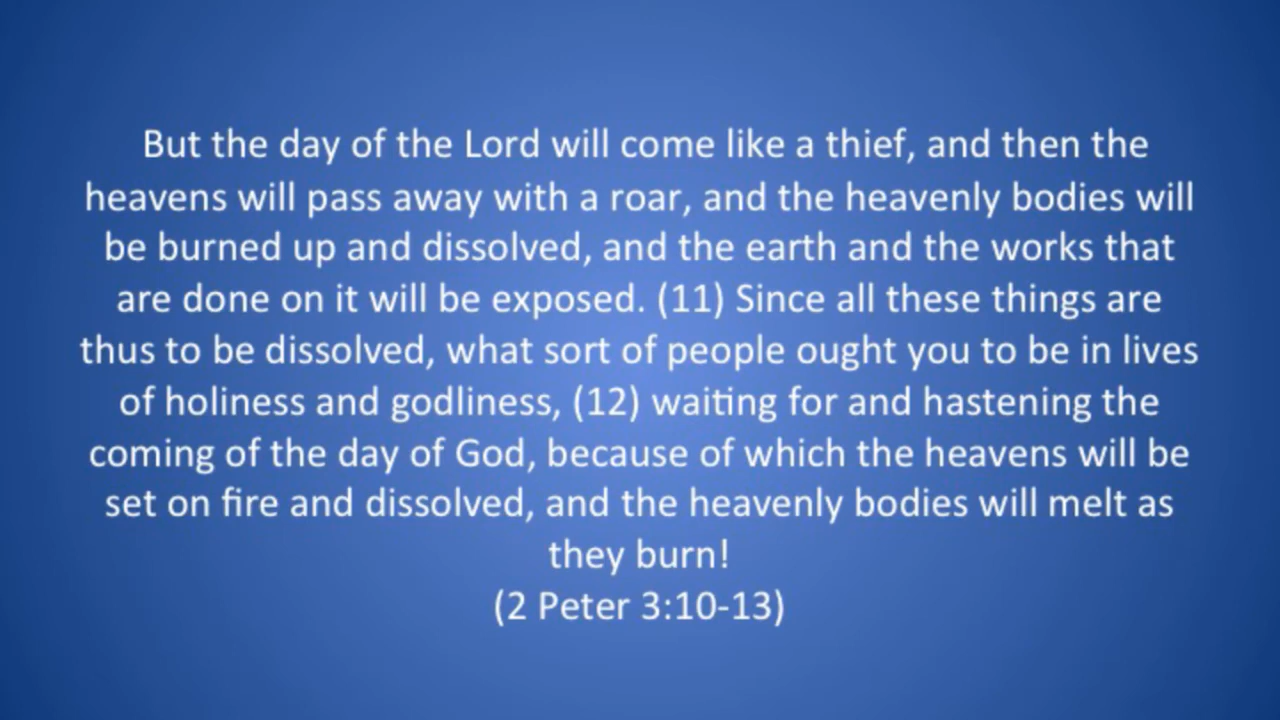 But the day of the Lord will come like a thief, and then the
heavens will pass away with a roar, and the heavenly bodies will
be burned up and dissolved, and the earth and the works that
are done on it will be exposed. (11) Since all these things are
thus to be dissolved, what sort of people ought you to be in lives
of holiness and godliness, (12) waiting for and hastening the
coming of the day of God, because of which the heavens will be
set on fire and dissolved, and the heavenly bodies will melt as
they burn!
(2 Peter 3:10-13)